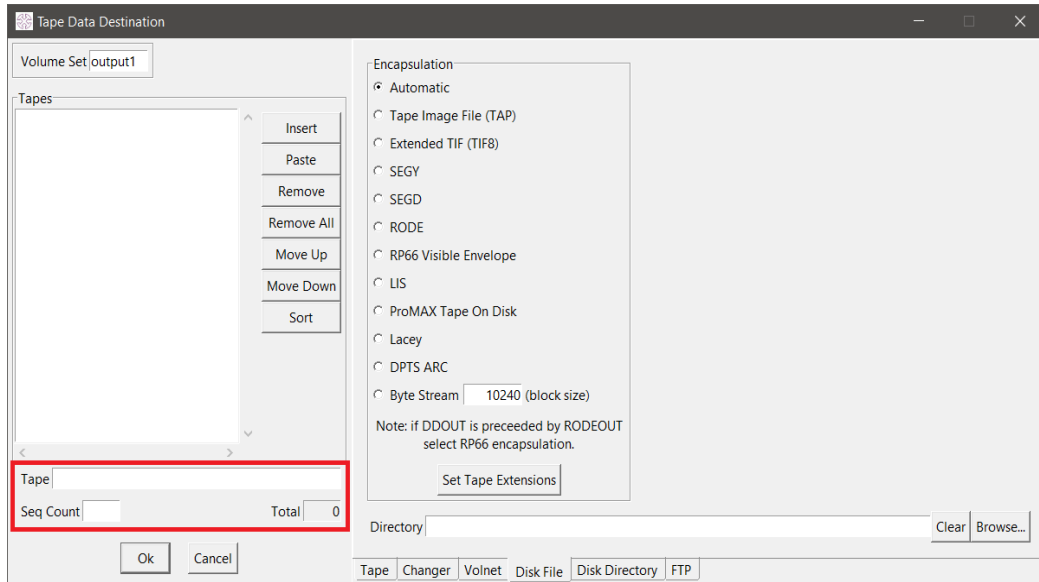 Tape Data Destination
Volume Set output1
Tapes
Insert
Paste
Remove
Remove All
Move Up
Move Down
Sort
Tape
Seq Count Total 0
Ok Cancel
Encapsulation
Automatic
Tape Image File (TAP)
Extended TIF (TIF8)
SEGY
SEGD
RODE
RP66 Visible Envelope
LIS
ProMAX Tape On Disk
Lacey
DPTS ARC
Byte Stream 10240 (block size)
Note: if DDOUT is preceeded by RODEOUT
select RP66 encapsulation.
Set Tape Extensions
Directory Clear Browse...
Tape Changer Volnet Disk File Disk Directory FTP